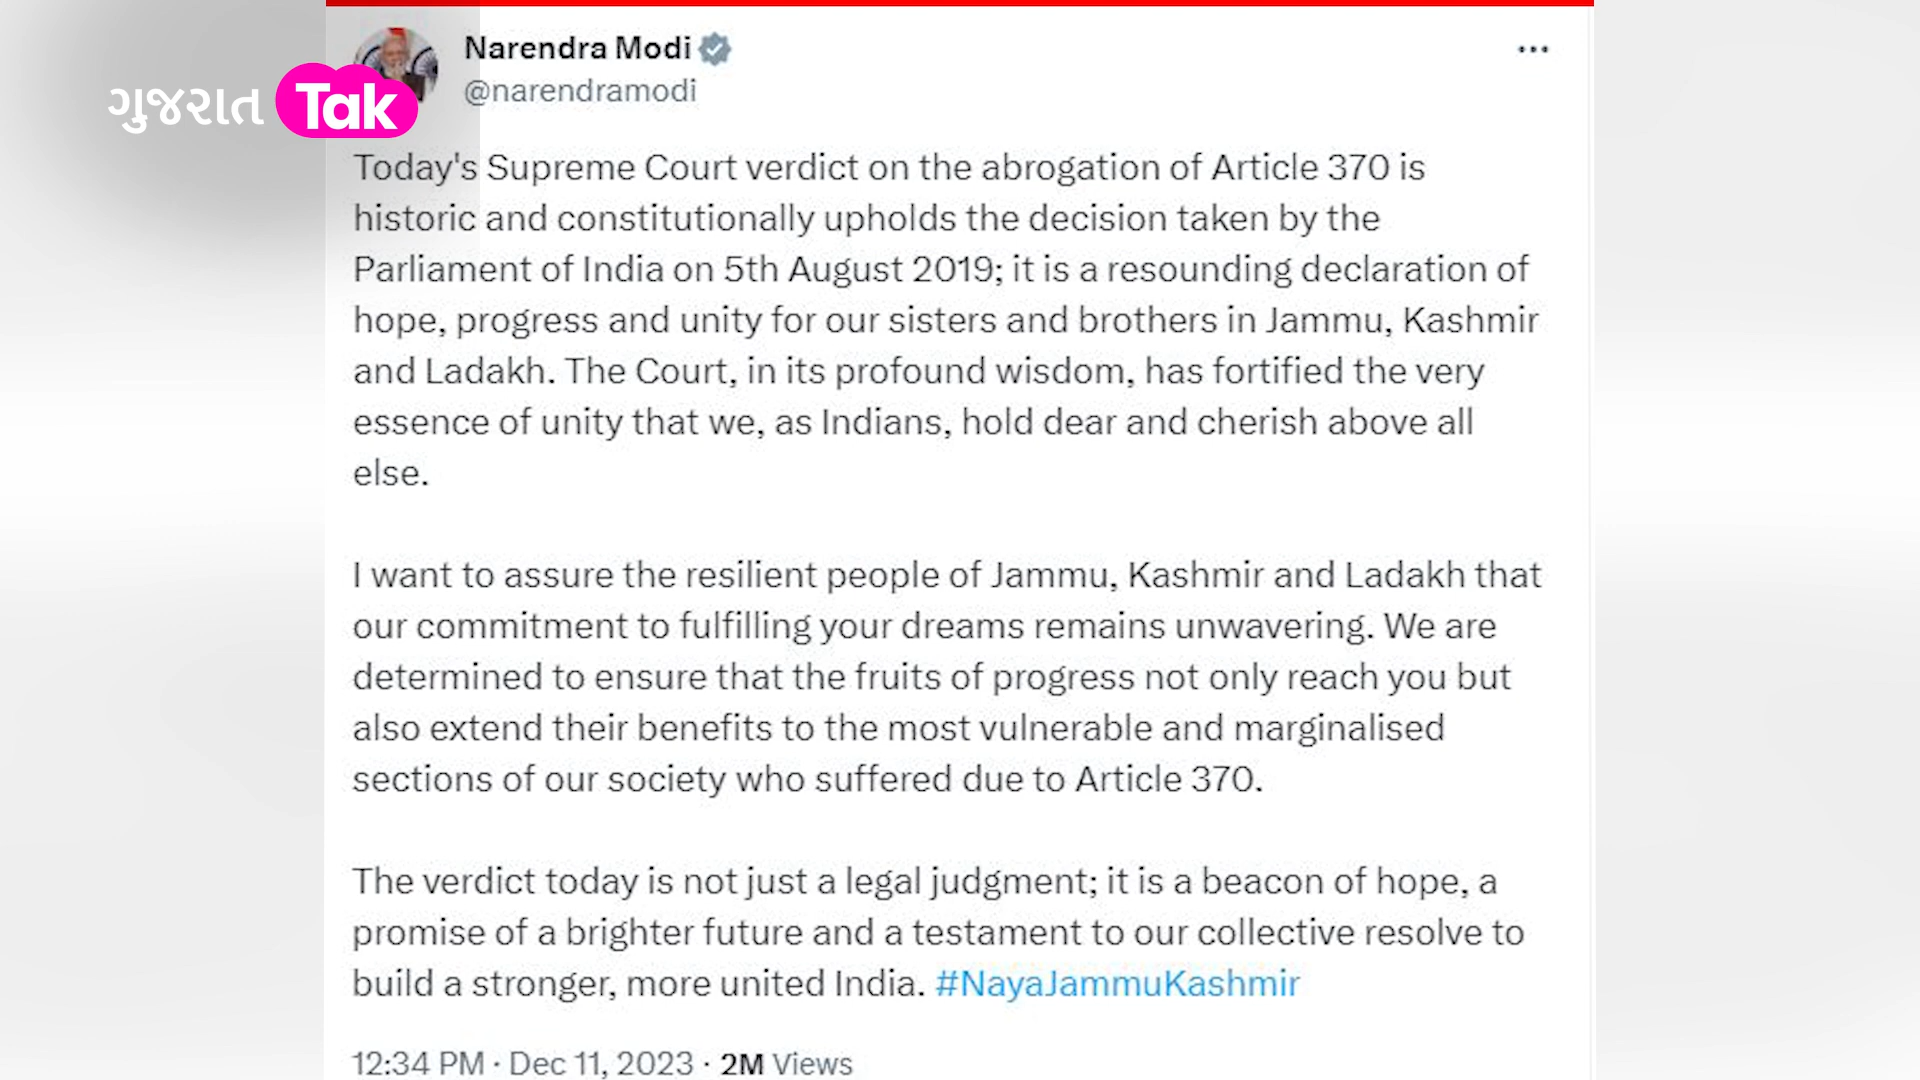 Narendra Modi
@narendramodi
ગુજરાત Tak
Today's Supreme Court verdict on the abrogation of Article 370 is
historic and constitutionally upholds the decision taken by the
Parliament of India on 5th August 2019; it is a resounding declaration of
hope, progress and unity for our sisters and brothers in Jammu, Kashmir
and Ladakh. The Court, in its profound wisdom, has fortified the very
essence of unity that we, as Indians, hold dear and cherish above all
else.
I want to assure the resilient people of Jammu, Kashmir and Ladakh that
our commitment to fulfilling your dreams remains unwavering. We are
determined to ensure that the fruits of progress not only reach you but
also extend their benefits to the most vulnerable and marginalised
sections of our society who suffered due to Article 370.
The verdict today is not just a legal judgment; it is a beacon of hope, a
promise of a brighter future and a testament to our collective resolve to
build a stronger, more united India. #NayaJammuKashmir
12:34 PM · Dec 11, 2023 · 2M Views